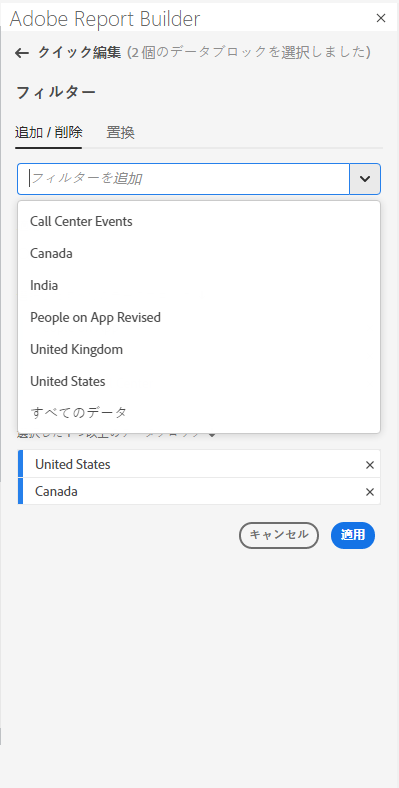 Adobe Report Builder
クイック編集 (2 個のデータブロックを選択しました)
フィルター
追加 / 削除 置換
フィルターを追加
Call Center Events
Canada
India
People on App Revised
United Kingdom
United States
すべてのデータ
United States
Canada
キャンセル 適用